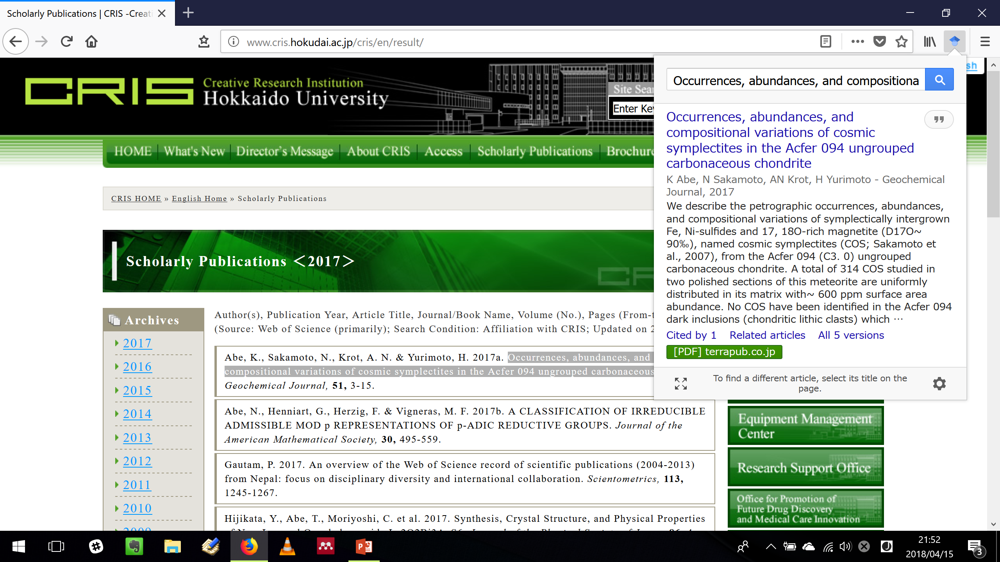 Scholarly Publications | CRIS -Creati
www.cris.hokudai.ac.jp/cris/en/result/
CRIS
Creative Research Institution
Hokkaido University
Site Sear
Enter Key
sh
HOME
What's New
Director's Message
About CRIS
Access
Scholarly Publications
Brochure
CRIS HOME » English Home » Scholarly Publications
Scholarly Publications ＜2017＞
Archives
2017
2016
2015
2014
2013
2012
2011
2010
2009
Author(s), Publication Year, Article Title, Journal/Book Name, Volume (No.), Pages (From-t
(Source: Web of Science (primarily); Search Condition: Affiliation with CRIS; Updated on 2
Abe, K., Sakamoto, N., Krot, A. N. & Yurimoto, H. 2017a. Occurrences, abundances, and
compositional variations of cosmic symplectites in the Acfer 094 ungrouped carbonaceous
Geochemical Journal, 51, 3-15.
Abe, N., Henniart, G., Herzig, F. & Vigneras, M. F. 2017b. A CLASSIFICATION OF IRREDUCIBLE
ADMISSIBLE MOD p REPRESENTATIONS OF p-ADIC REDUCTIVE GROUPS. Journal of the
American Mathematical Society, 30, 495-559.
Gautam, P. 2017. An overview of the Web of Science record of scientific publications (2004-2013)
from Nepal: focus on disciplinary diversity and international collaboration. Scientometrics, 113,
1245-1267.
Hijikata, Y., Abe, T., Moriyoshi, C. et al. 2017. Synthesis, Crystal Structure, and Physical Properties
Occurrences, abundances, and compositiona
Occurrences, abundances, and
compositional variations of cosmic
symplectites in the Acfer 094 ungrouped
carbonaceous chondrite
K Abe, N Sakamoto, AN Krot, H Yurimoto - Geochemical
Journal, 2017
We describe the petrographic occurrences, abundances,
and compositional variations of symplectically intergrown
Fe, Ni-sulfides and 17, 18O-rich magnetite (D17O~
90‰), named cosmic symplectites (COS; Sakamoto et
al., 2007), from the Acfer 094 (C3. 0) ungrouped
carbonaceous chondrite. A total of 314 COS studied in
two polished sections of this meteorite are uniformly
distributed in its matrix with~ 600 ppm surface area
abundance. No COS have been identified in the Acfer 094
dark inclusions (chondritic lithic clasts) which …
Cited by 1 Related articles All 5 versions
[PDF] terrapub.co.jp
To find a different article, select its title on the
page.
Equipment Management
Center
Research Support Office
Office for Promotion of
Future Drug Discovery
and Medical Care Innovation
21:52
2018/04/15
3